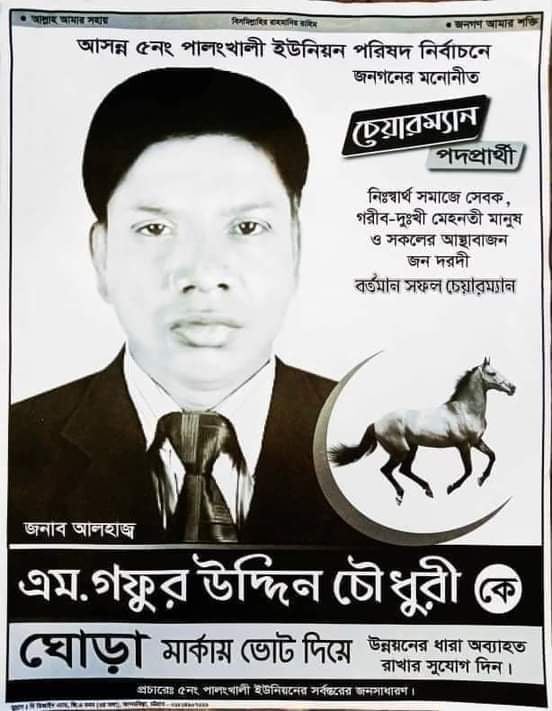 • আল্লাহ আমার সহায়
বিসমিল্লাহির রাহমানির রাহিম
• জনগণ আমার শক্তি
আসন্ন ৫নং পালংখালী ইউনিয়ন পরিষদ নির্বাচনে
জনগনের মনোনীত
চেয়ারম্যান
পদপ্রার্থী
নিঃস্বার্থ সমাজে সেবক,
গরীব-দুঃখী মেহনতী মানুষ
ও সকলের আস্থাবাজন
জন দরদী
বর্তমান সফল চেয়ারম্যান
জনাব আলহাজ্ব
এম.গফুর উদ্দিন চৌধুরী কে
ঘোড়া মার্কায় ভোট দিয়ে
উন্নয়নের ধারা অব্যাহত
রাখার সুযোগ দিন।
প্রচারেঃ ৫নং পালংখালী ইউনিয়নের সর্বস্তরের জনসাধারণ।